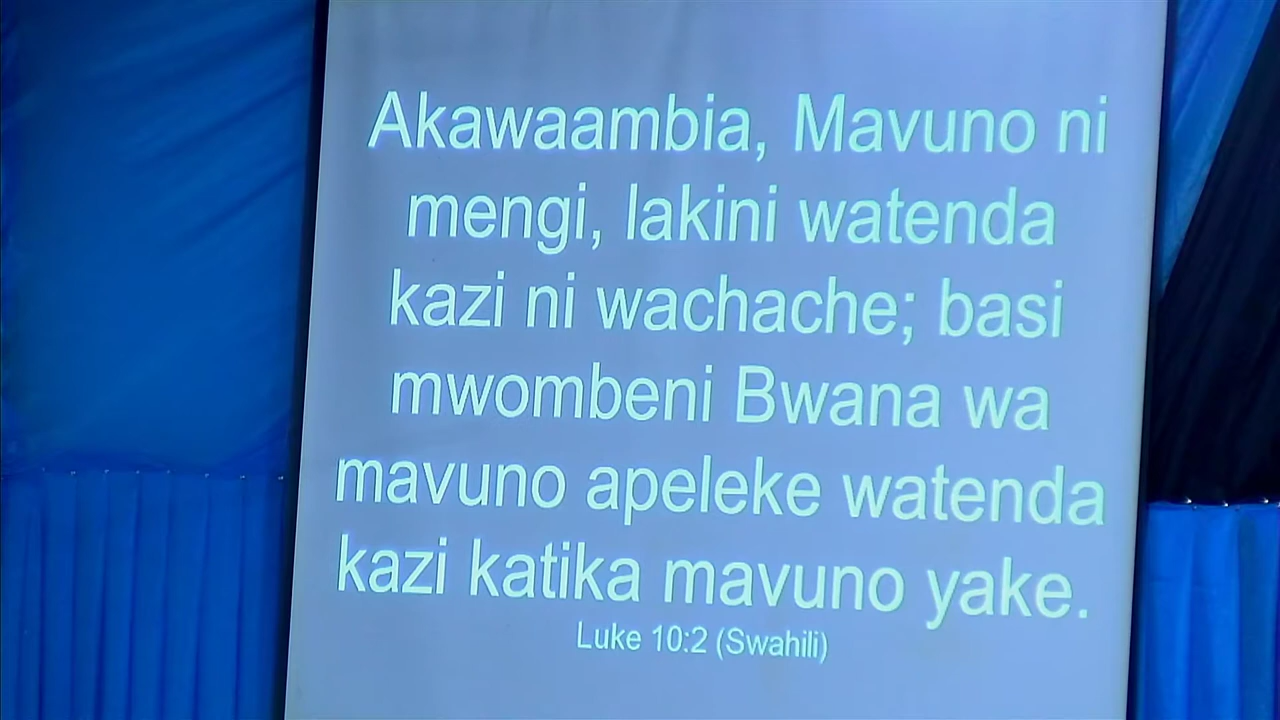 Akawaambia, Mavuno ni
mengi, lakini watenda
kazi ni wachache; basi
mwombeni Bwana wa
mavuno apeleke watenda
kazi katika mavuno yake.
Luke 10:2 (Swahili)